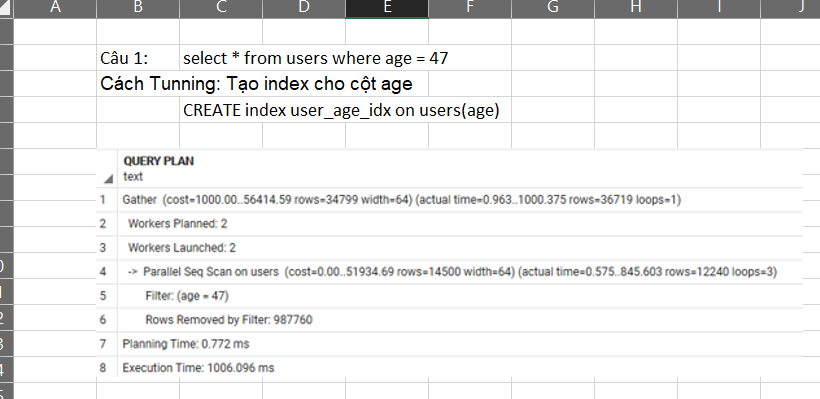 A B C D E F G H I J
Câu 1: select * from users where age = 47
Cách Tunning: Tạo index cho cột age
CREATE index user_age_idx on users(age)
QUERY PLAN
text
1 Gather (cost=1000.00..56414.59 rows=34799 width=64) (actual time=0.963..1000.375 rows=36719 loops=1)
2 Workers Planned: 2
3 Workers Launched: 2
4 -> Parallel Seq Scan on users (cost=0.00..51934.69 rows=14500 width=64) (actual time=0.575..845.603 rows=12240 loops=3)
5 Filter: (age = 47)
6 Rows Removed by Filter: 987760
7 Planning Time: 0.772 ms
8 Execution Time: 1006.096 ms